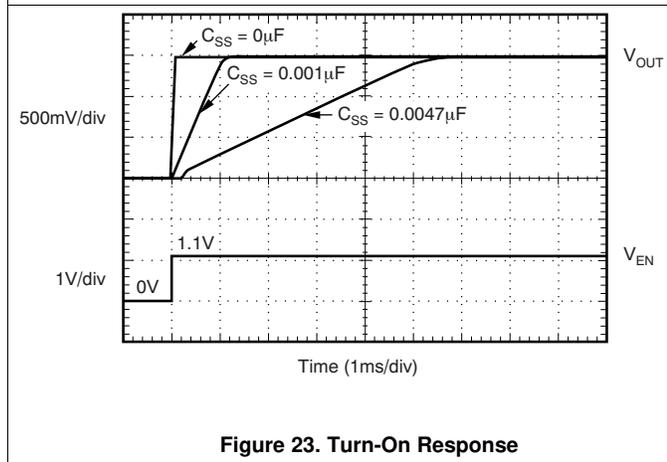 C_SS = 0μF
V_OUT
C_SS = 0.001μF
500mV/div
C_SS = 0.0047μF
1.1V
V_EN
1V/div
0V
Time (1ms/div)
Figure 23. Turn-On Response